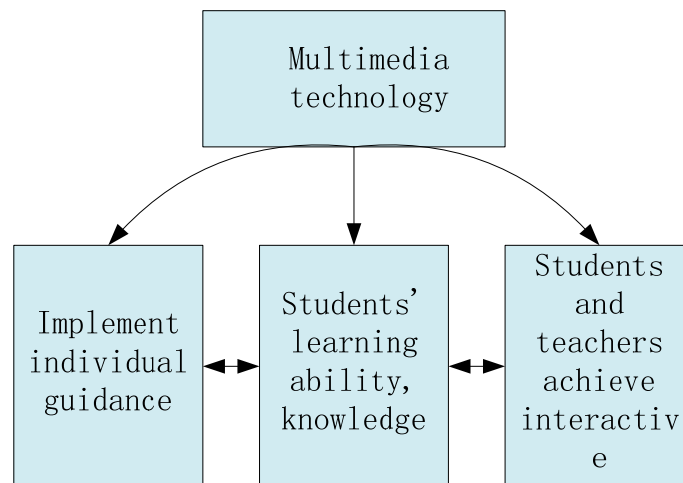 Multimedia
technology
Implement
individual
guidance
Students'
learning
ability,
knowledge
Students
and
teachers
achieve
interactiv
e